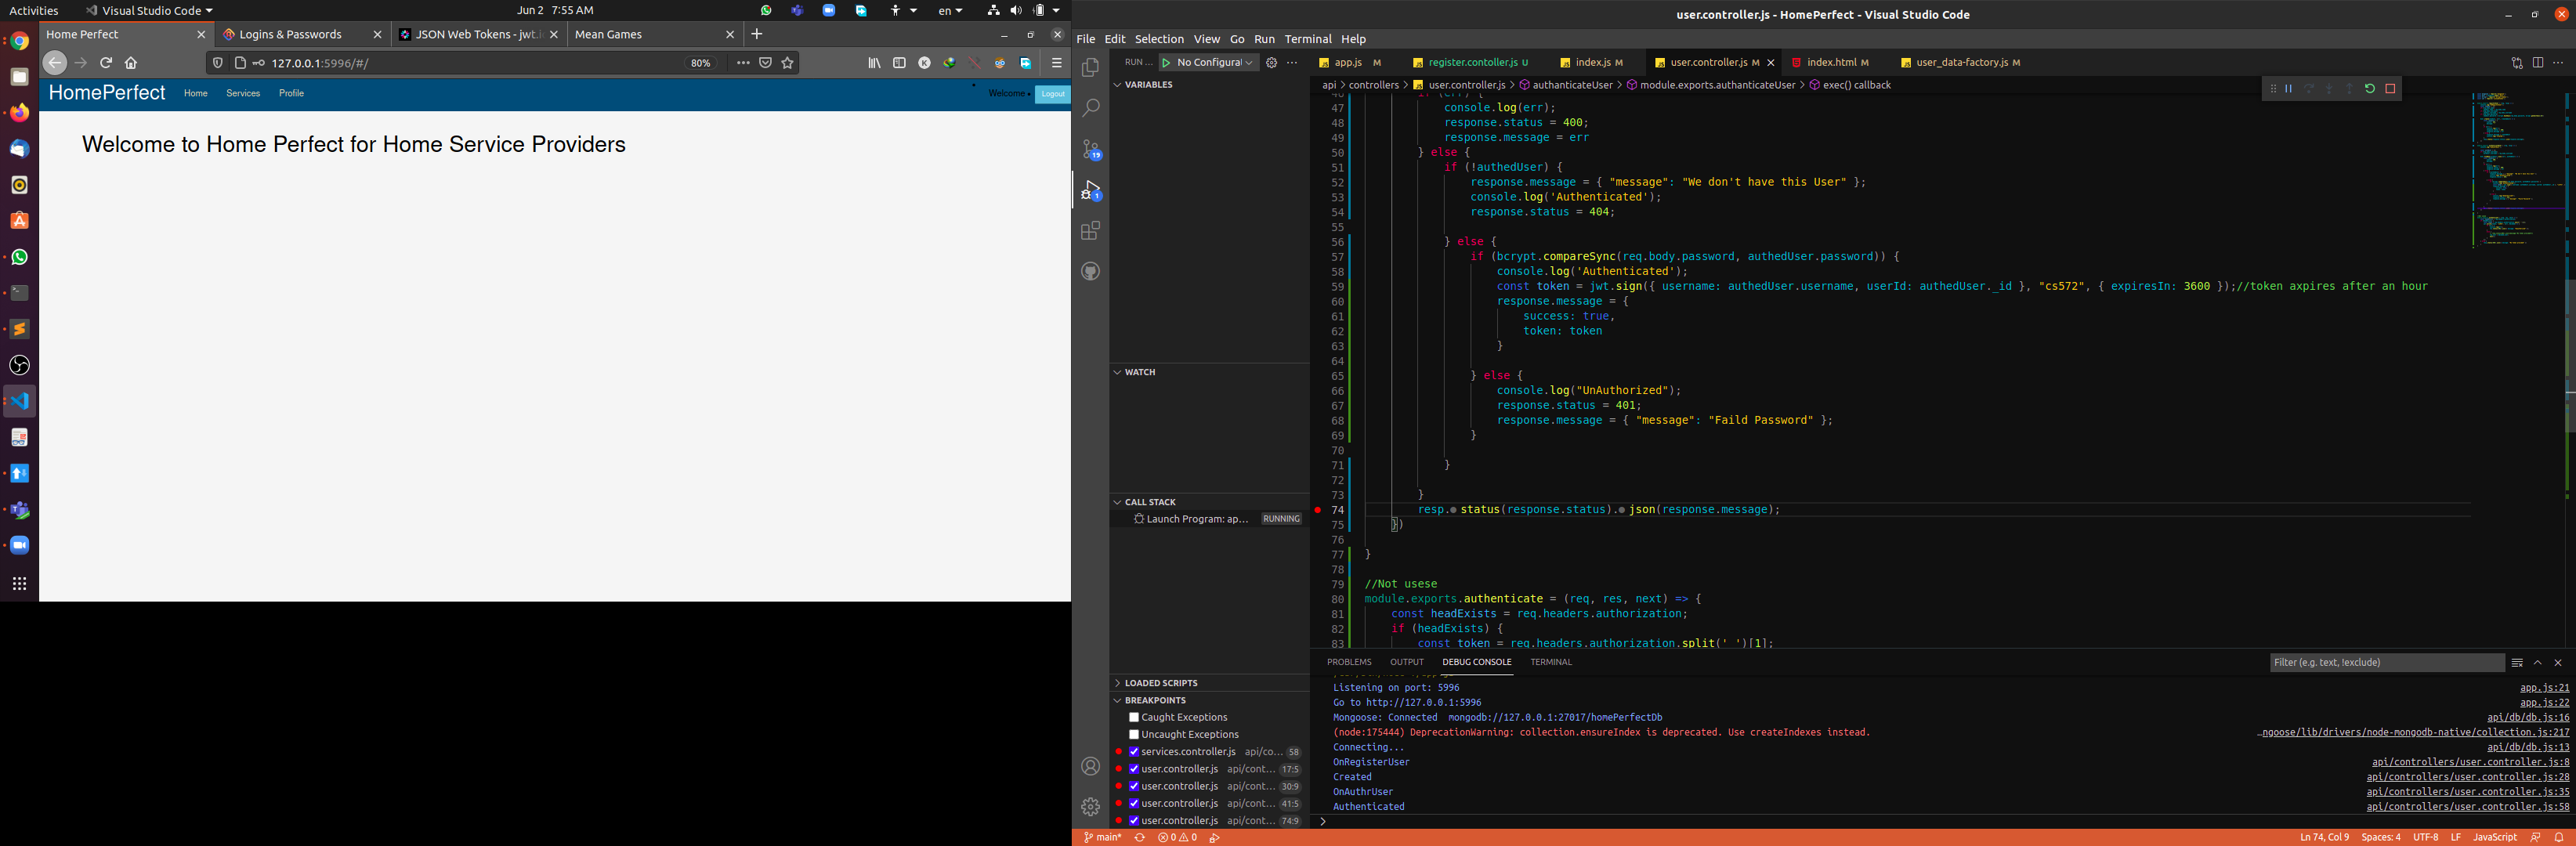 Activities
Visual Studio Code
Jun 2 7:55 AM
en
Home Perfect
Logins & Passwords
JSON Web Tokens - jwt.i
Mean Games
127.0.0.1:5996/#/
80%
HomePerfect
Home
Services
Profile
Welcome
Logout
Welcome to Home Perfect for Home Service Providers
user.controller.js - HomePerfect - Visual Studio Code
File Edit Selection View Go Run Terminal Help
RUN ...
No Configurat
app.js M
register.contoller.js U
index.js M
user.controller.js M
index.html M
user_data-factory.js M
VARIABLES
api > controllers > user.controller.js > authanticateUser > module.exports.authanticateUser > exec() callback
46 if (err) {
47 console.log(err);
48 response.status = 400;
49 response.message = err
50 } else {
51 if (!authedUser) {
52 response.message = { "message": "We don't have this User" };
53 console.log('Authenticated');
54 response.status = 404;
55
56 } else {
57 if (bcrypt.compareSync(req.body.password, authedUser.password)) {
58 console.log('Authenticated');
59 const token = jwt.sign({ username: authedUser.username, userId: authedUser._id }, "cs572", { expiresIn: 3600 });//token axpires after an hour
60 response.message = {
61 success: true,
62 token: token
63 }
64
65 } else {
66 console.log("UnAuthorized");
67 response.status = 401;
68 response.message = { "message": "Faild Password" };
69 }
70
71 }
72
73 }
74 resp.status(response.status).json(response.message);
75 })
76
77 }
78
79 //Not usese
80 module.exports.authenticate = (req, res, next) => {
81 const headExists = req.headers.authorization;
82 if (headExists) {
83 const token = req.headers.authorization.split(' ')[1];
WATCH
CALL STACK
Launch Program: ap... RUNNING
LOADED SCRIPTS
BREAKPOINTS
Caught Exceptions
Uncaught Exceptions
services.controller.js api/co... 58
user.controller.js api/cont... 17:5
user.controller.js api/cont... 30:9
user.controller.js api/cont... 41:5
user.controller.js api/cont... 74:9
19
1
PROBLEMS OUTPUT DEBUG CONSOLE TERMINAL
Filter (e.g. text, !exclude)
Listening on port: 5996 app.js:21
Go to http://127.0.0.1:5996 app.js:22
Mongoose: Connected mongodb://127.0.0.1:27017/homePerfectDb api/db/db.js:16
(node:175444) DeprecationWarning: collection.ensureIndex is deprecated. Use createIndexes instead. …ngoose/lib/drivers/node-mongodb-native/collection.js:217
Connecting... api/db/db.js:13
OnRegisterUser api/controllers/user.controller.js:8
Created api/controllers/user.controller.js:28
OnAuthrUser api/controllers/user.controller.js:35
Authenticated api/controllers/user.controller.js:58
main* 0 0
Ln 74, Col 9 Spaces: 4 UTF-8 LF JavaScript